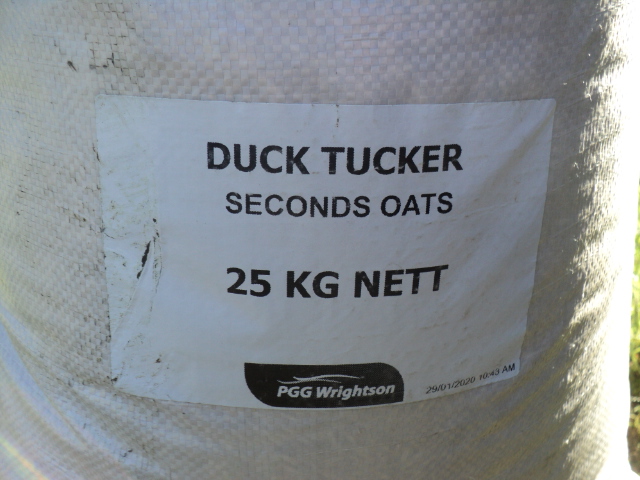 DUCK TUCKER
SECONDS OATS
25 KG NETT
PGG Wrightson
29/01/2020 10:43 AM